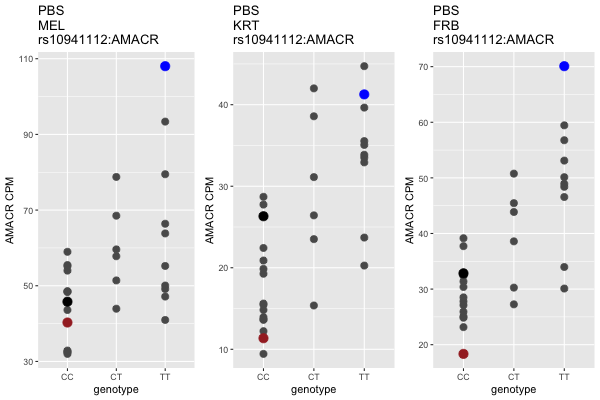 PBS
MEL
rs10941112:AMACR
110
90
70
50
30
AMACR CPM
CC
CT
TT
genotype
PBS
KRT
rs10941112:AMACR
40
30
20
10
AMACR CPM
CC
CT
TT
genotype
PBS
FRB
rs10941112:AMACR
70
60
50
40
30
20
AMACR CPM
CC
CT
TT
genotype